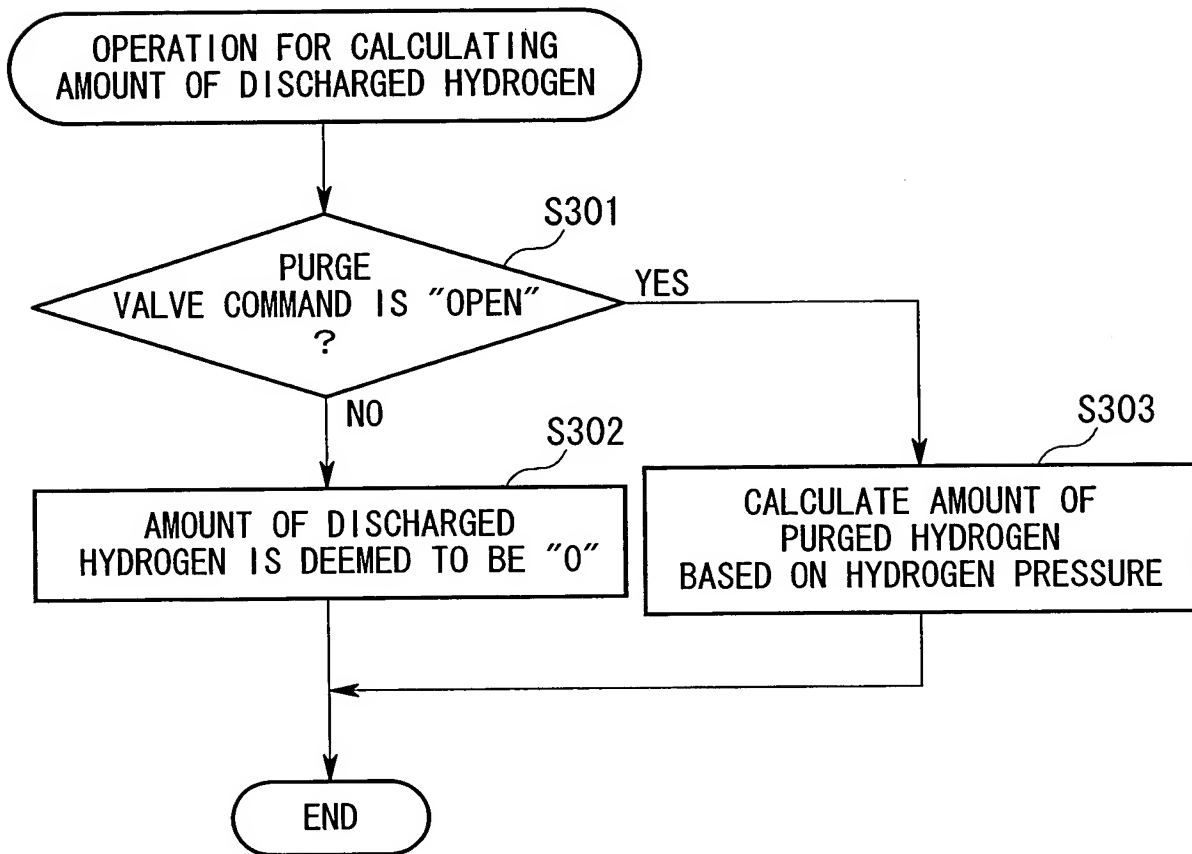 OPERATION FOR CALCULATING
AMOUNT OF DISCHARGED HYDROGEN
S301
PURGE
VALVE COMMAND IS "OPEN"
?
YES
NO
S302
AMOUNT OF DISCHARGED
HYDROGEN IS DEEMED TO BE "0"
S303
CALCULATE AMOUNT OF
PURGED HYDROGEN
BASED ON HYDROGEN PRESSURE
END